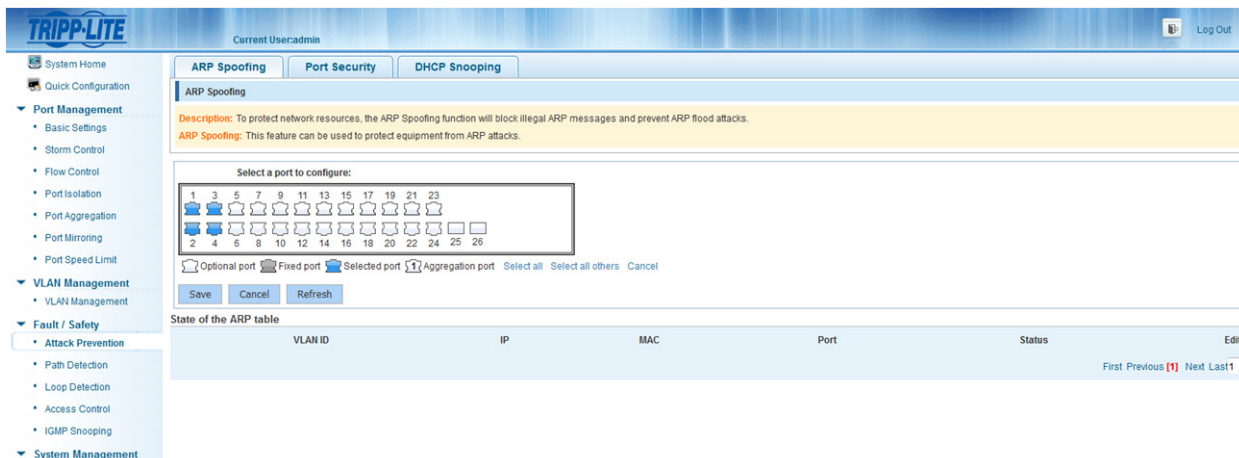 TRIPP·LITE
Current User:admin
Log Out
System Home
Quick Configuration
Port Management
Basic Settings
Storm Control
Flow Control
Port Isolation
Port Aggregation
Port Mirroring
Port Speed Limit
VLAN Management
VLAN Management
Fault / Safety
Attack Prevention
Path Detection
Loop Detection
Access Control
IGMP Snooping
System Management
ARP Spoofing Port Security DHCP Snooping
ARP Spoofing
Description: To protect network resources, the ARP Spoofing function will block illegal ARP messages and prevent ARP flood attacks.
ARP Spoofing: This feature can be used to protect equipment from ARP attacks.
Select a port to configure:
1 3 5 7 9 11 13 15 17 19 21 23
2 4 6 8 10 12 14 16 18 20 22 24 25 26
Optional port Fixed port Selected port 1 Aggregation port Select all Select all others Cancel
Save Cancel Refresh
State of the ARP table
VLAN ID IP MAC Port Status Edi
First Previous [1] Next Last 1